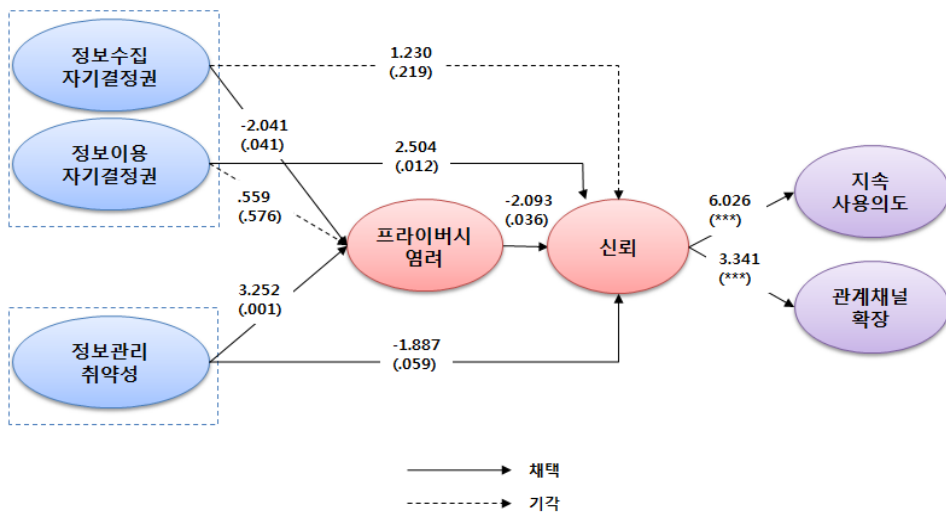 정보수집
자기결정권
1.230
(.219)
-2.041
(.041)
정보이용
자기결정권
2.504
(.012)
.559
(.576)
프라이버시
염려
-2.093
(.036)
신뢰
6.026
(***)
지속
사용의도
3.341
(***)
관계채널
확장
3.252
(.001)
정보관리
취약성
-1.887
(.059)
채택
기각